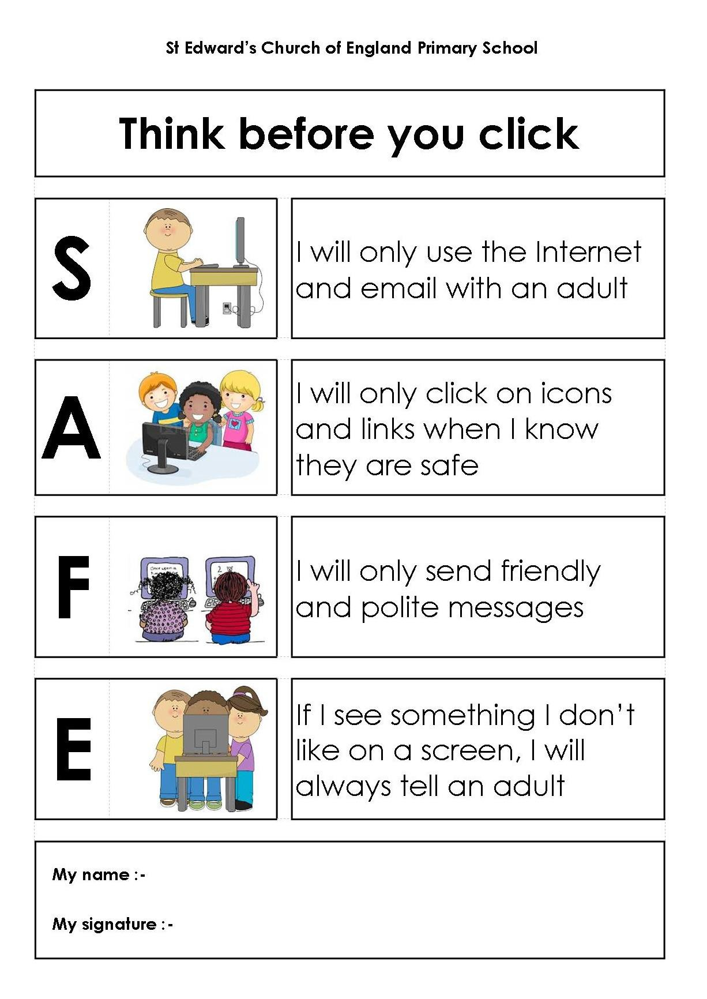 St Edward's Church of England Primary School
Think before you click
S
I will only use the Internet
and email with an adult
A
I will only click on icons
and links when I know
they are safe
F
Once upon a
2
I will only send friendly
and polite messages
E
If I see something I don't
like on a screen, I will
always tell an adult
My name :-
My signature :-